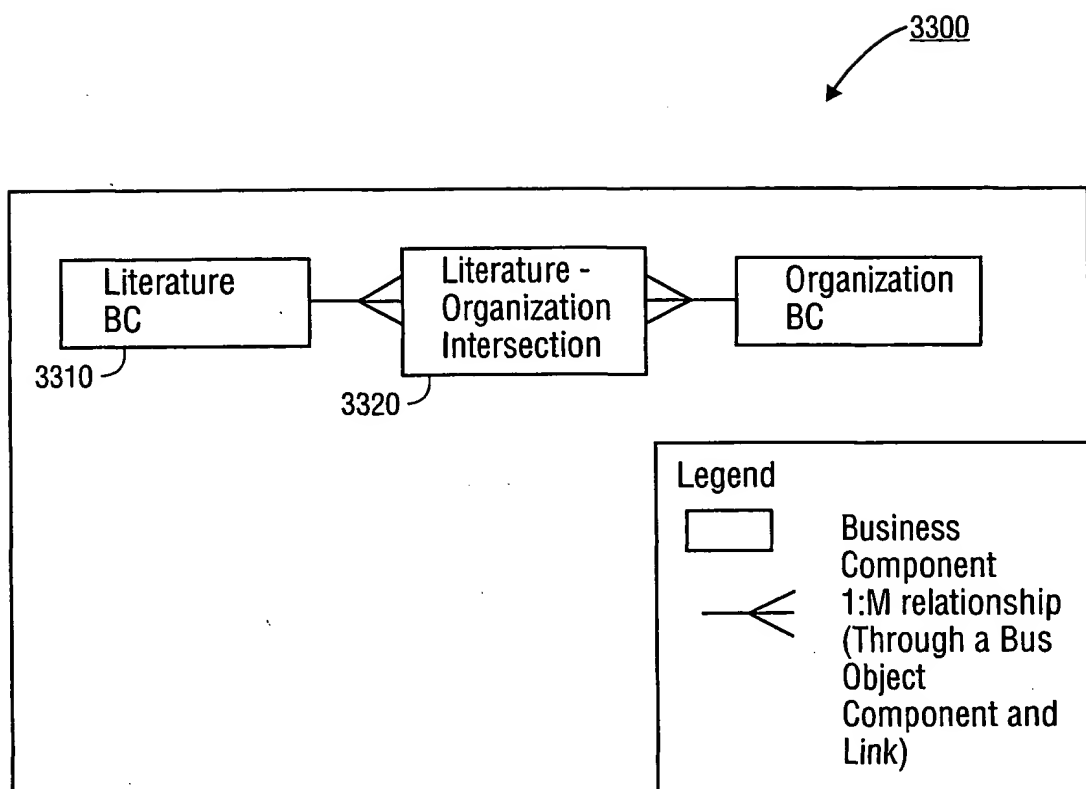 3300
Literature
BC
3310
Literature -
Organization
Intersection
3320
Organization
BC
Legend
Business
Component
1:M relationship
(Through a Bus
Object
Component and
Link)